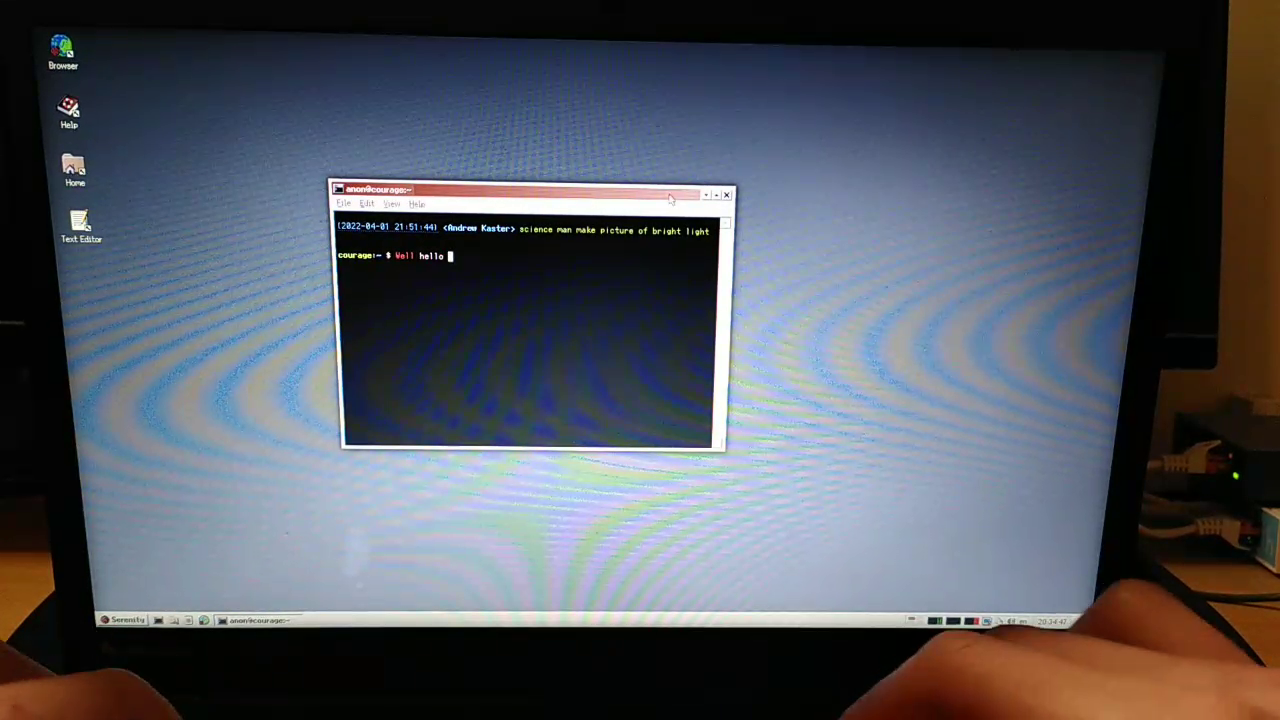 Browser
Help
Home
Text Editor
anon@courage:~
File Edit View Help
(2022-04-01 21:51:44) <Andrew Kaster> science man make picture of bright light
courage:~ $ Well hello
Serenity
anon@courage:~